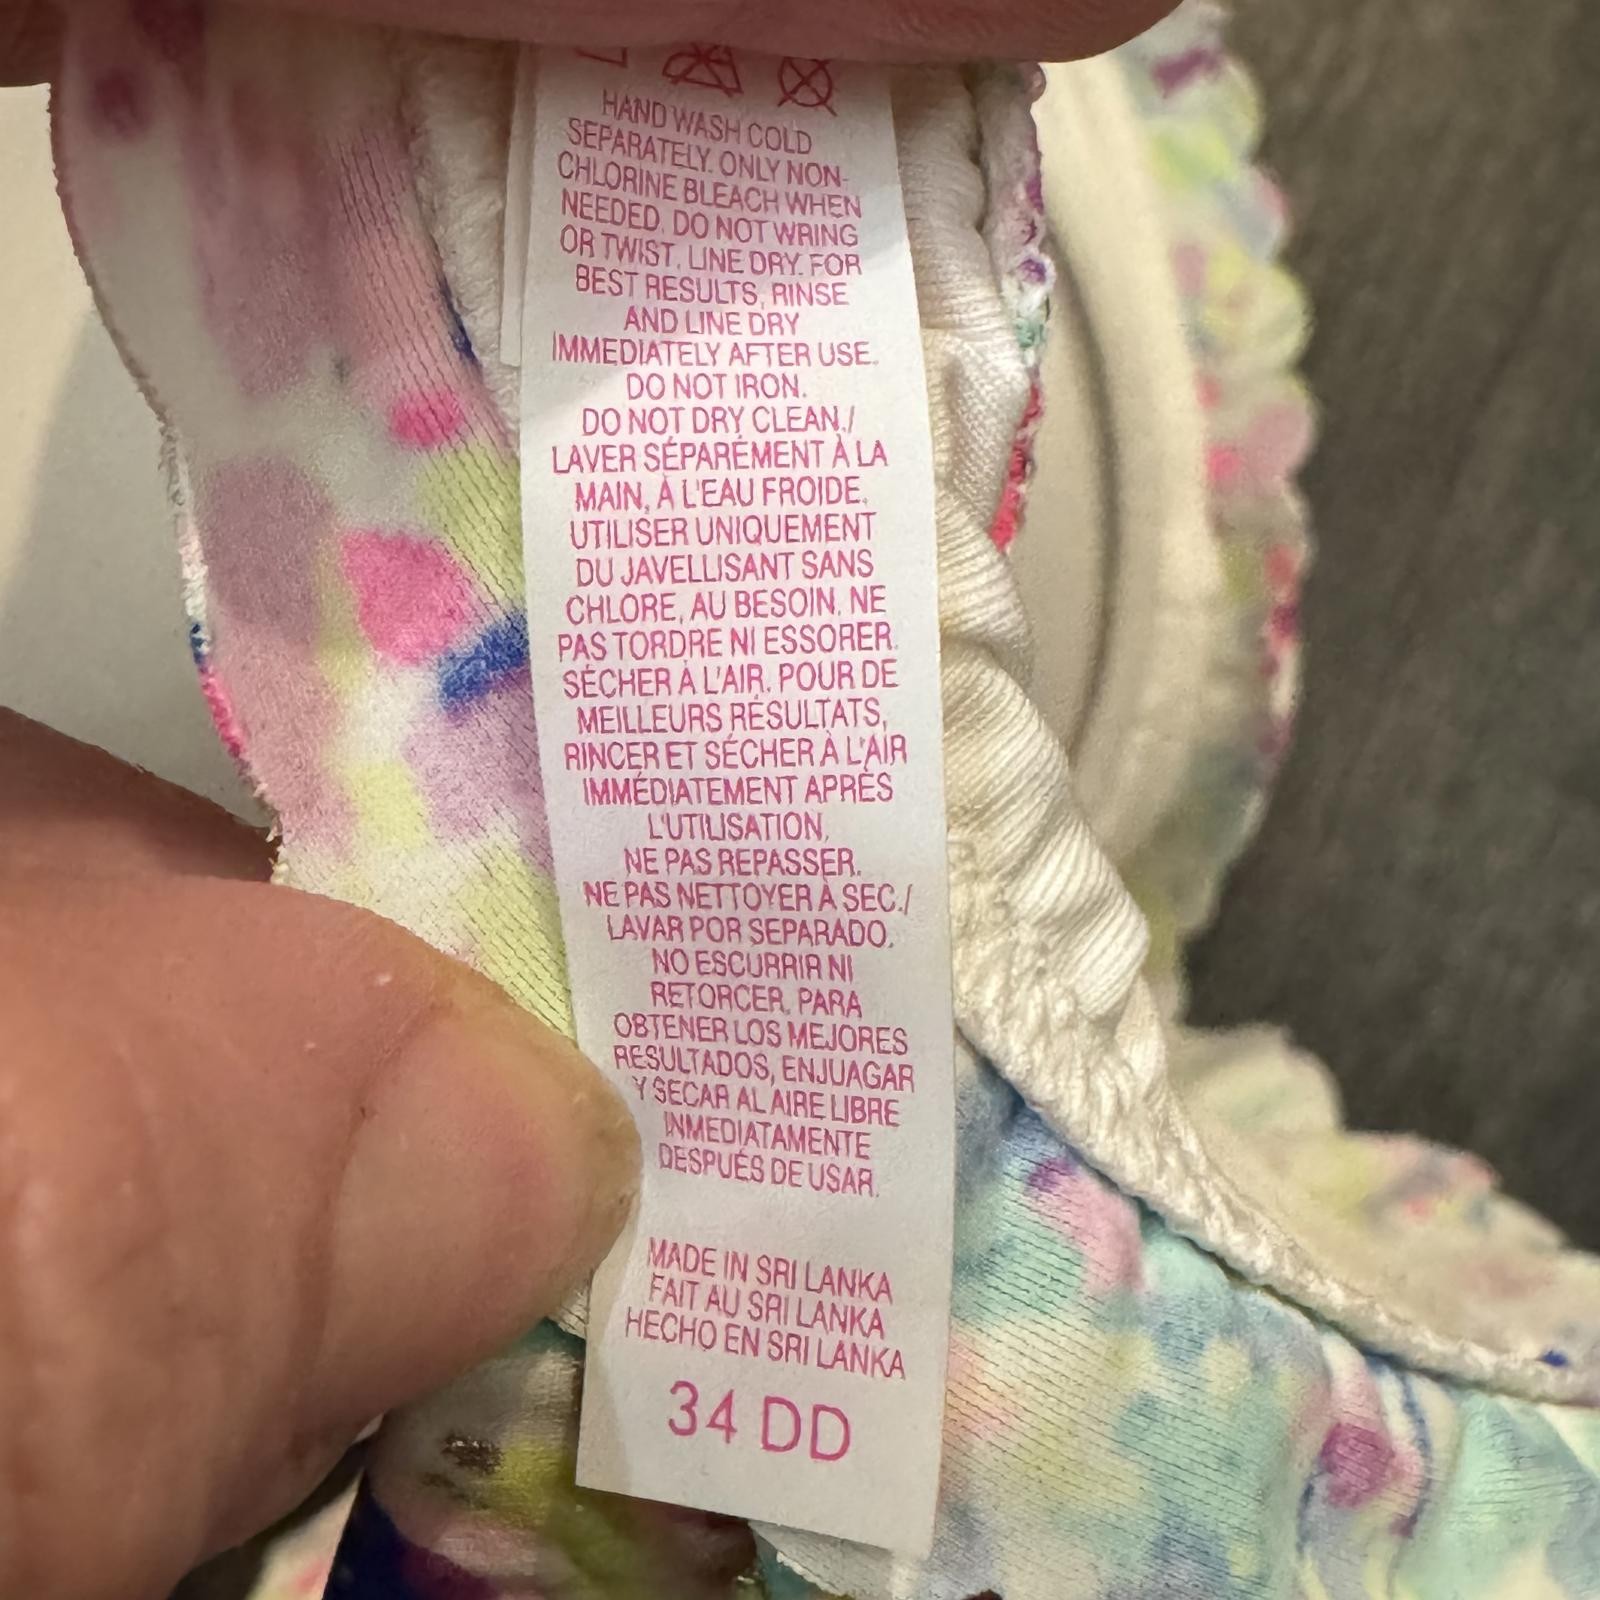 HAND WASH COLD
SEPARATELY. ONLY NON-
CHLORINE BLEACH WHEN
NEEDED. DO NOT WRING
OR TWIST. LINE DRY. FOR
BEST RESULTS, RINSE
AND LINE DRY
IMMEDIATELY AFTER USE.
DO NOT IRON.
DO NOT DRY CLEAN./
LAVER SÉPARÉMENT À LA
MAIN, À L'EAU FROIDE.
UTILISER UNIQUEMENT
DU JAVELLISANT SANS
CHLORE, AU BESOIN. NE
PAS TORDRE NI ESSORER.
SÉCHER À L'AIR. POUR DE
MEILLEURS RÉSULTATS,
RINCER ET SÉCHER À L'AIR
IMMÉDIATEMENT APRÈS
L'UTILISATION.
NE PAS REPASSER.
NE PAS NETTOYER À SEC./
LAVAR POR SEPARADO.
NO ESCURRIR NI
RETORCER. PARA
OBTENER LOS MEJORES
RESULTADOS, ENJUAGAR
Y SECAR AL AIRE LIBRE
INMEDIATAMENTE
DESPUÉS DE USAR.
MADE IN SRI LANKA
FAIT AU SRI LANKA
HECHO EN SRI LANKA
34 DD